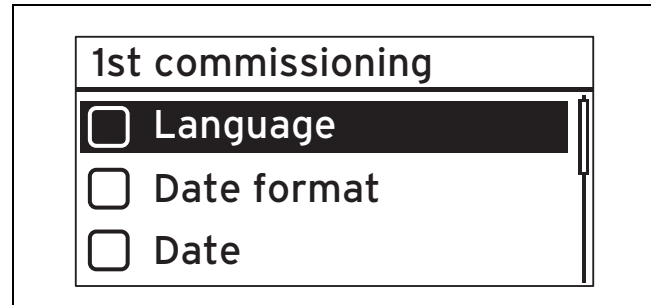 1st commissioning
Language
Date format
Date